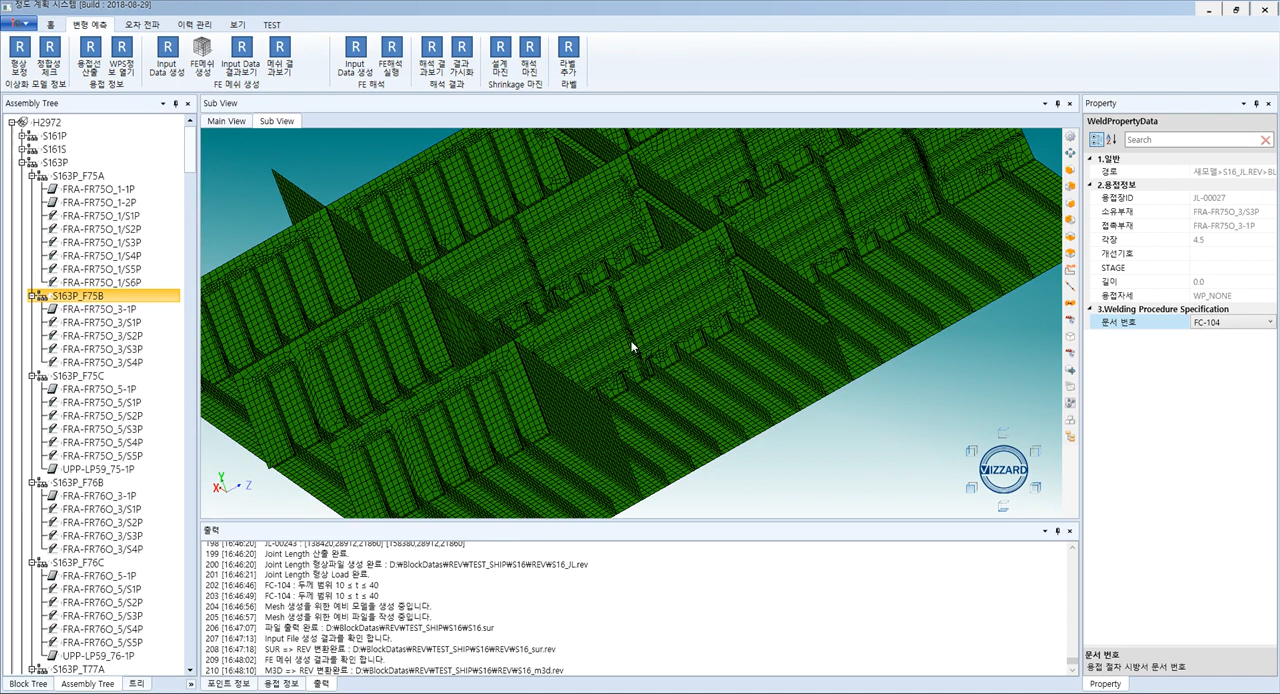 정도 계획 시스템 [Build : 2018-08-29]
홈 변형 예측 오차 전파 이력 관리 보기 TEST
형상 보정
정합성 체크
용접선 산출
WPS정보 열기
Input Data 생성
FE메쉬 생성
Input Data 결과보기
메쉬 결과보기
Input Data 생성
FE해석 실행
해석 결과보기
결과 가시화
설계 마진
해석 마진
라벨 추가
이상화 모델 정보 용접 정보 FE 메쉬 생성 FE 해석 해석 결과 Shrinkage 마진 라벨
Assembly Tree
H2972
S161P
S161S
S163P
S163P_F75A
FRA-FR75O_1-1P
FRA-FR75O_1-2P
FRA-FR75O_1/S1P
FRA-FR75O_1/S2P
FRA-FR75O_1/S3P
FRA-FR75O_1/S4P
FRA-FR75O_1/S5P
FRA-FR75O_1/S6P
S163P_F75B
FRA-FR75O_3-1P
FRA-FR75O_3/S1P
FRA-FR75O_3/S2P
FRA-FR75O_3/S3P
FRA-FR75O_3/S4P
S163P_F75C
FRA-FR75O_5-1P
FRA-FR75O_5/S1P
FRA-FR75O_5/S2P
FRA-FR75O_5/S3P
FRA-FR75O_5/S4P
FRA-FR75O_5/S5P
UPP-LP59_75-1P
S163P_F76B
FRA-FR76O_3-1P
FRA-FR76O_3/S1P
FRA-FR76O_3/S2P
FRA-FR76O_3/S3P
FRA-FR76O_3/S4P
S163P_F76C
FRA-FR76O_5-1P
FRA-FR76O_5/S1P
FRA-FR76O_5/S2P
FRA-FR76O_5/S3P
FRA-FR76O_5/S4P
FRA-FR76O_5/S5P
UPP-LP59_76-1P
S163P_T77A
Block Tree Assembly Tree 트리 »
Sub View
Main View Sub View
Y
X Z
VIZZARD
출력
198 [16:46:20] JL-00243 : [138420,28912,21860] [158380,28912,21860]
199 [16:46:20] Joint Length 산출 완료.
200 [16:46:20] Joint Length 형상파일 생성 완료 : D:₩BlockDatas₩REV₩TEST_SHIP₩S16₩REV₩S16_JL.rev
201 [16:46:21] Joint Length 형상 Load 완료.
202 [16:46:46] FC-104 : 두께 범위 10 ≤ t ≤ 40
203 [16:46:49] FC-104 : 두께 범위 10 ≤ t ≤ 40
204 [16:46:56] Mesh 생성을 위한 예비 모델을 생성 중입니다.
205 [16:46:57] Mesh 생성을 위한 예비 파일을 작성 중입니다.
206 [16:47:07] 파일 출력 완료 : D:₩BlockDatas₩REV₩TEST_SHIP₩S16₩S16.sur
207 [16:47:13] Input File 생성 결과를 확인 합니다.
208 [16:47:18] SUR => REV 변환완료 : D:₩BlockDatas₩REV₩TEST_SHIP₩S16₩REV₩S16_sur.rev
209 [16:48:02] FE 메쉬 생성 결과를 확인 합니다.
210 [16:48:10] M3D => REV 변환완료 : D:₩BlockDatas₩REV₩TEST_SHIP₩S16₩REV₩S16_m3d.rev
포인트 정보 용접 정보 출력
Property
WeldPropertyData
Search
1.일반
경로 새모델>S16_JL.REV>BL
2.용접정보
용접장ID JL-00027
소유부재 FRA-FR75O_3/S3P
접촉부재 FRA-FR75O_3-1P
각장 4.5
개선기호
STAGE
길이 0.0
용접자세 WP_NONE
3.Welding Procedure Specification
문서 번호 FC-104
문서 번호
용접 절차 시방서 문서 번호
Property